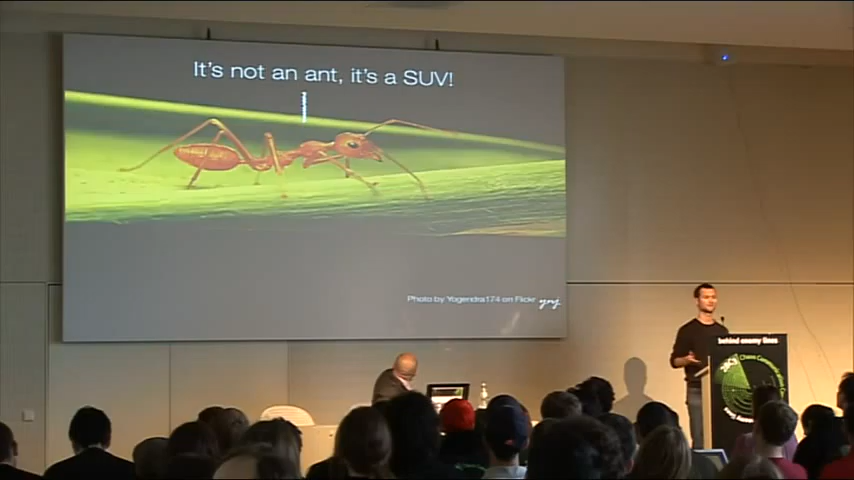 It's not an ant, it's a SUV!
Photo by Yogendra174 on Flickr
behind enemy lines